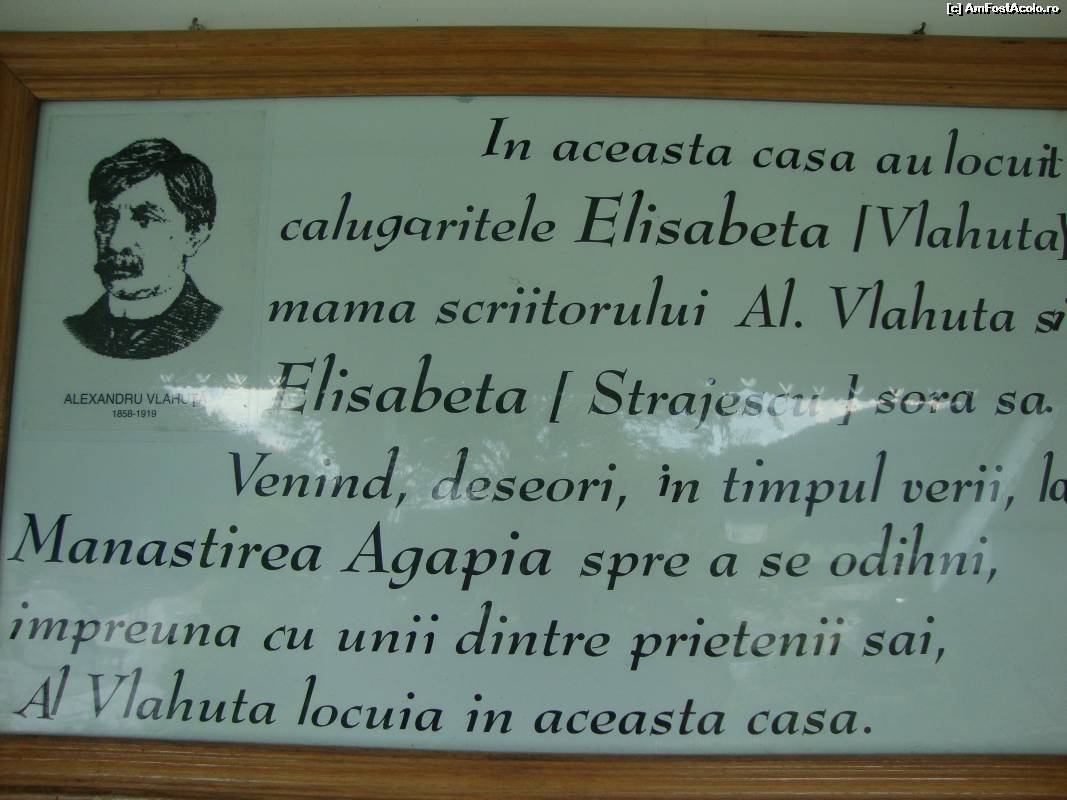 [c] AmFostAcolo.ro
In aceasta casa au locuit
calugaritele Elisabeta [Vlahuta]
mama scriitorului Al. Vlahuta si
Elisabeta [ Strajescu ] sora sa.
Venind, deseori, in timpul verii, la
Manastirea Agapia spre a se odihni,
impreuna cu unii dintre prietenii sai,
Al Vlahuta locuia in aceasta casa.
ALEXANDRU VLAHUŢĂ
1858-1919